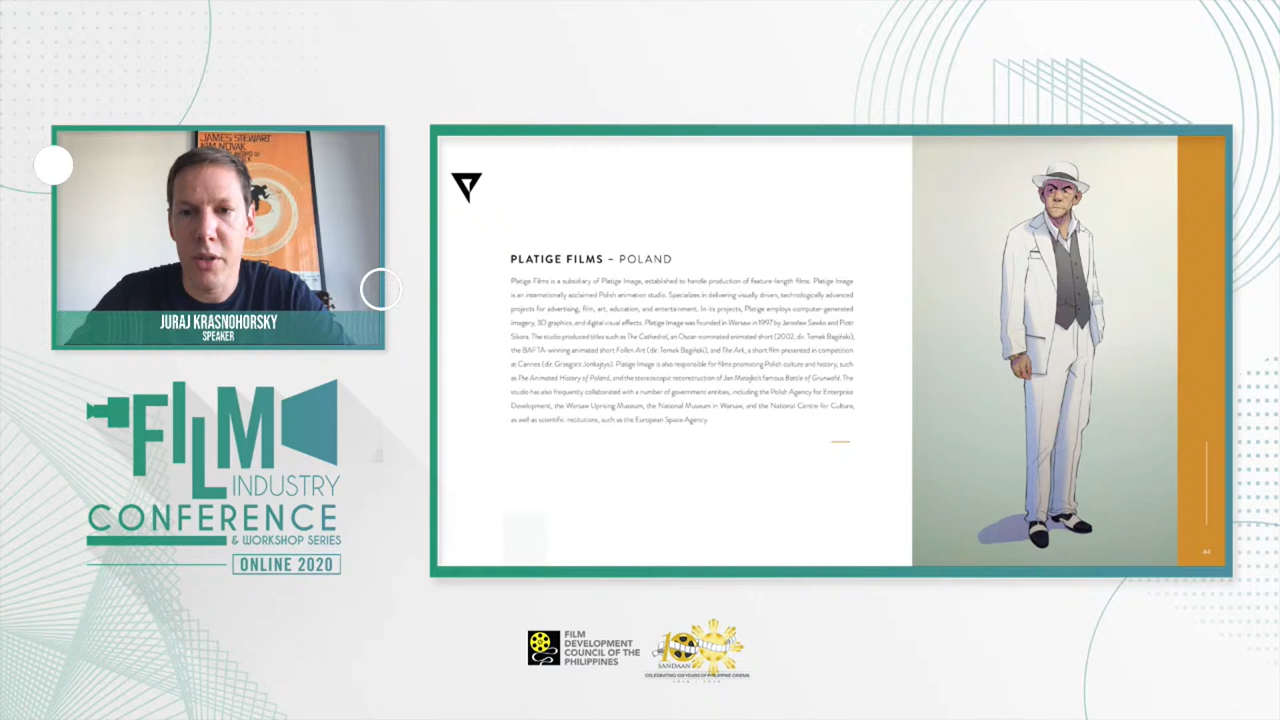 JAMES STEWART
KIM NOVAK
JURAJ KRASNOHORSKY
SPEAKER
FILM
INDUSTRY
CONFERENCE
& WORKSHOP SERIES
ONLINE 2020
PLATIGE FILMS – POLAND
Platige Films is a subsidiary of Platige Image, established to handle production of feature-length films. Platige Image
is an internationally acclaimed Polish animation studio. Specializes in delivering visually driven, technologically advanced
projects for advertising, film, art, education, and entertainment. In its projects, Platige employs computer-generated
imagery, 3D graphics, and digital visual effects. Platige Image was founded in Warsaw in 1997 by Jarosław Sawko and Piotr
Sikora. The studio produced titles such as The Cathedral, an Oscar-nominated animated short (2002, dir. Tomek Bagiński),
the BAFTA-winning animated short Fallen Art (dir. Tomek Bagiński), and The Ark, a short film presented in competition
at Cannes (dir. Grzegorz Jonkajtys). Platige Image is also responsible for films promoting Polish culture and history, such
as The Animated History of Poland, and the stereoscopic reconstruction of Jan Matejko's famous Battle of Grunwald. The
studio has also frequently collaborated with a number of government entities, including the Polish Agency for Enterprise
Development, the Warsaw Uprising Museum, the National Museum in Warsaw, and the National Centre for Culture,
as well as scientific institutions, such as the European Space Agency.
44
FILM
DEVELOPMENT
COUNCIL OF THE
PHILIPPINES
100
SANDAAN
CELEBRATING 100 YEARS OF PHILIPPINE CINEMA